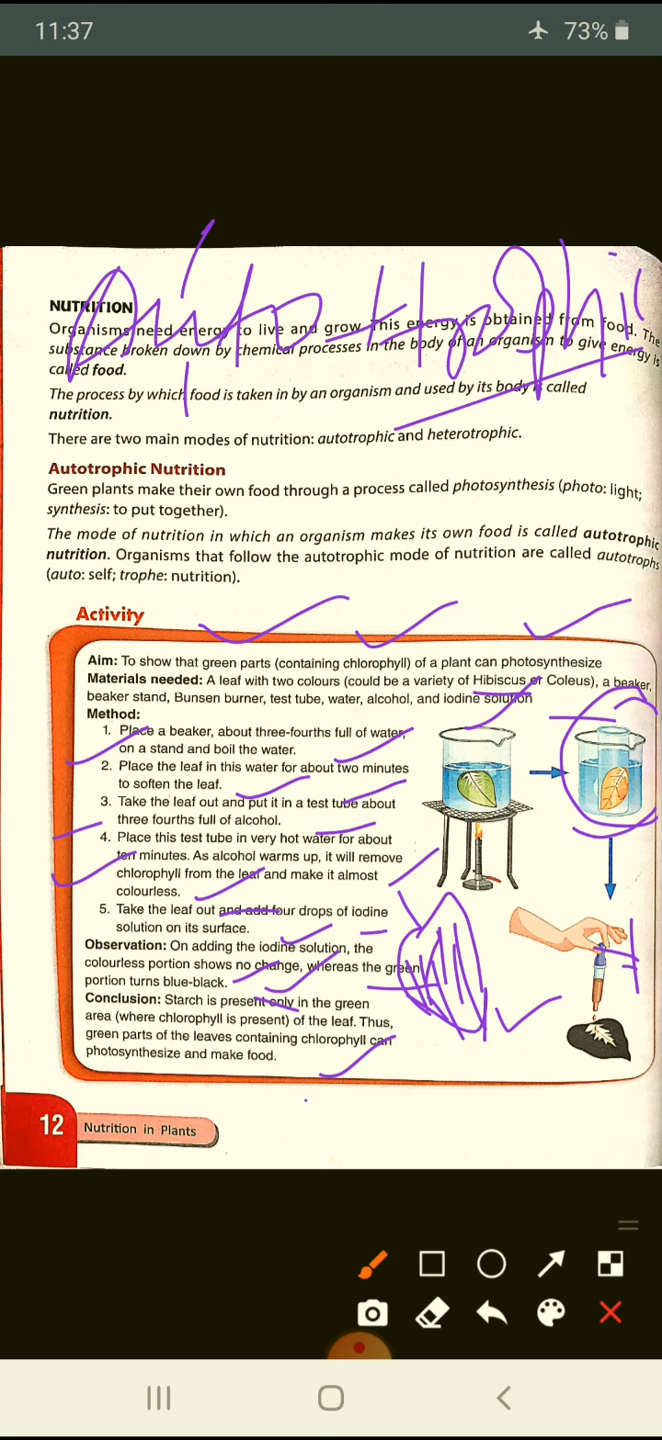 11:37
73%
NUTRITION
Organisms need energy to live and grow. This energy is obtained from food. The
substance broken down by chemical processes in the body of an organism to give energy is
called food.
The process by which food is taken in by an organism and used by its body is called
nutrition.
There are two main modes of nutrition: autotrophic and heterotrophic.
Autotrophic Nutrition
Green plants make their own food through a process called photosynthesis (photo: light;
synthesis: to put together).
The mode of nutrition in which an organism makes its own food is called autotrophic
nutrition. Organisms that follow the autotrophic mode of nutrition are called autotrophs
(auto: self; trophe: nutrition).
Activity
Aim: To show that green parts (containing chlorophyll) of a plant can photosynthesize
Materials needed: A leaf with two colours (could be a variety of Hibiscus or Coleus), a beaker,
beaker stand, Bunsen burner, test tube, water, alcohol, and iodine solution
Method:
1. Place a beaker, about three-fourths full of water,
on a stand and boil the water.
2. Place the leaf in this water for about two minutes
to soften the leaf.
3. Take the leaf out and put it in a test tube about
three fourths full of alcohol.
4. Place this test tube in very hot water for about
ten minutes. As alcohol warms up, it will remove
chlorophyll from the leaf and make it almost
colourless.
5. Take the leaf out and add four drops of iodine
solution on its surface.
Observation: On adding the iodine solution, the
colourless portion shows no change, whereas the green
portion turns blue-black.
Conclusion: Starch is present only in the green
area (where chlorophyll is present) of the leaf. Thus,
green parts of the leaves containing chlorophyll can
photosynthesize and make food.
12
Nutrition in Plants